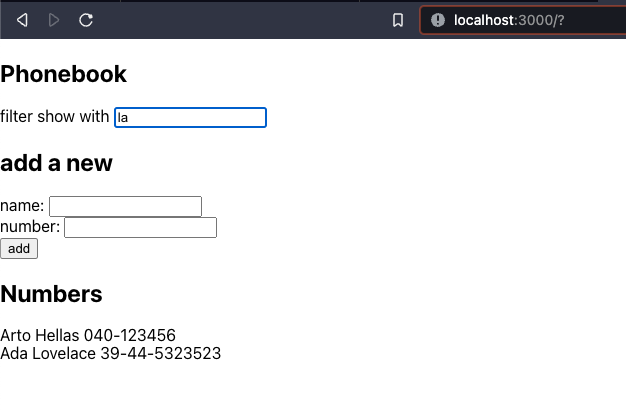 localhost:3000/?
Phonebook
filter show with la
add a new
name:
number:
add
Numbers
Arto Hellas 040-123456
Ada Lovelace 39-44-5323523